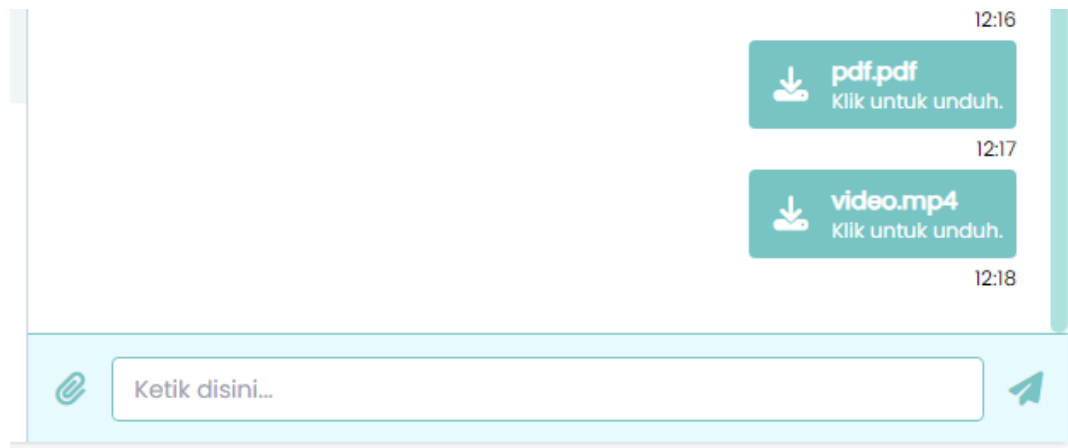 12:16
pdf.pdf
Klik untuk unduh.
12:17
video.mp4
Klik untuk unduh.
12:18
Ketik disini...